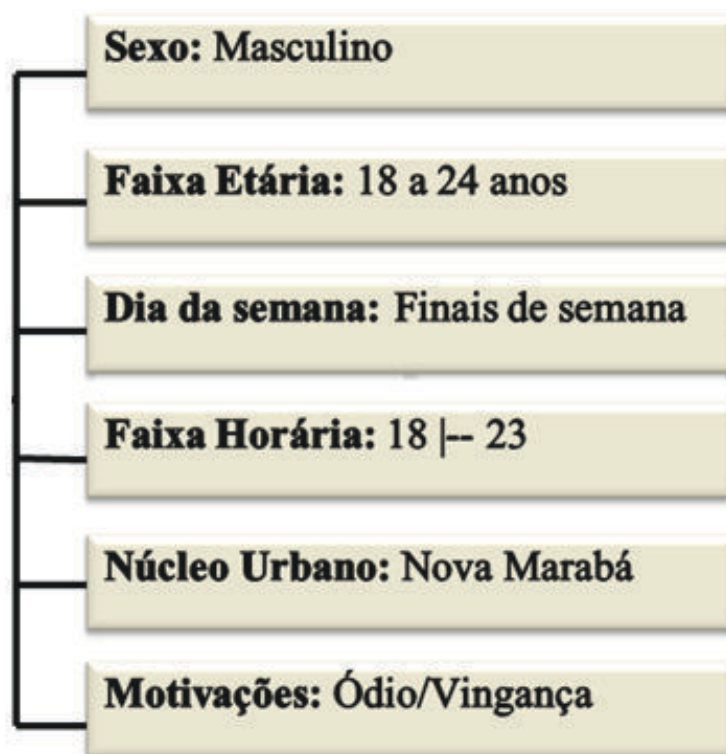 Sexo: Masculino
Faixa Etária: 18 a 24 anos
Dia da semana: Finais de semana
Faixa Horária: 18 |-- 23
Núcleo Urbano: Nova Marabá
Motivações: Ódio/Vingança